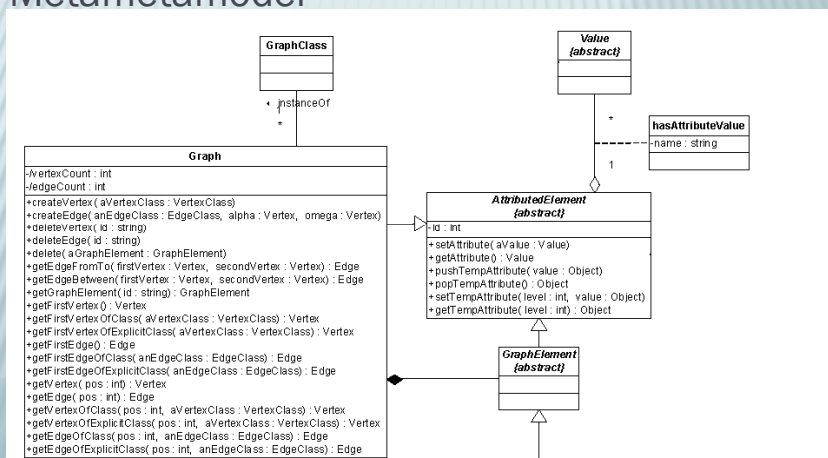 Metametamodel
GraphClass
instanceOf
*
Graph
-/vertexCount : int
-/edgeCount : int
+createVertex( aVertexClass : VertexClass)
+createEdge( anEdgeClass : EdgeClass, alpha : Vertex, omega : Vertex)
+deleteVertex( id : string)
+deleteEdge( id : string)
+delete( aGraphElement : GraphElement)
+getEdgeFromTo( firstVertex : Vertex, secondVertex : Vertex) : Edge
+getEdgeBetween( firstVertex : Vertex, secondVertex : Vertex) : Edge
+getGraphElement( id : string) : GraphElement
+getFirstVertex() : Vertex
+getFirstVertexOfClass( aVertexClass : VertexClass) : Vertex
+getFirstVertexOfExplicitClass( aVertexClass : VertexClass) : Vertex
+getFirstEdge() : Edge
+getFirstEdgeOfClass( anEdgeClass : EdgeClass) : Edge
+getFirstEdgeOfExplicitClass( anEdgeClass : EdgeClass) : Edge
+getVertex( pos : int) : Vertex
+getEdge( pos : int) : Edge
+getVertexOfClass( pos : int, aVertexClass : VertexClass) : Vertex
+getVertexOfExplicitClass( pos : int, aVertexClass : VertexClass) : Vertex
+getEdgeOfClass( pos : int, anEdgeClass : EdgeClass) : Edge
+getEdgeOfExplicitClass( pos : int, anEdgeClass : EdgeClass) : Edge
Value
{abstract}
*
hasAttributeValue
-name : string
1
AttributedElement
{abstract}
-id : int
+setAttribute( aValue : Value)
+getAttribute() : Value
+pushTempAttribute( value : Object)
+popTempAttribute() : Object
+setTempAttribute( level : int, value : Object)
+getTempAttribute( level : int) : Object
GraphElement
{abstract}